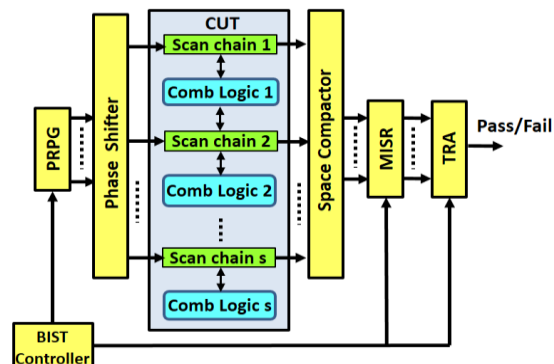 CUT
Scan chain 1
Comb Logic 1
Scan chain 2
Comb Logic 2
Scan chain s
Comb Logic s
PRPG
Phase Shifter
Space Compactor
MISR
TRA
Pass/Fail
BIST
Controller